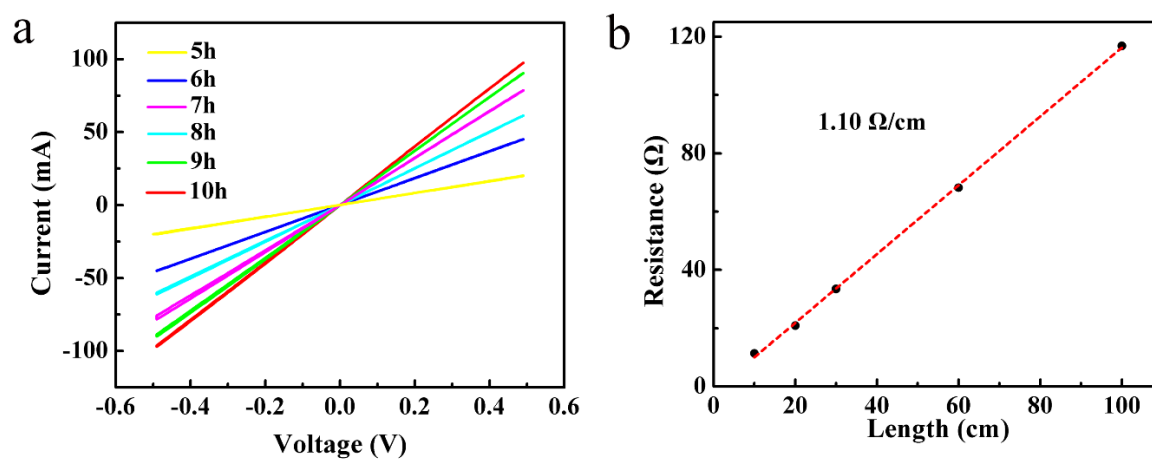 a
5h
6h
7h
8h
9h
10h
100
50
0
-50
-100
-0.6 -0.4 -0.2 0.0 0.2 0.4 0.6
Current (mA)
Voltage (V)
b
120
80
40
0
0 20 40 60 80 100
1.10 Ω/cm
Resistance (Ω)
Length (cm)